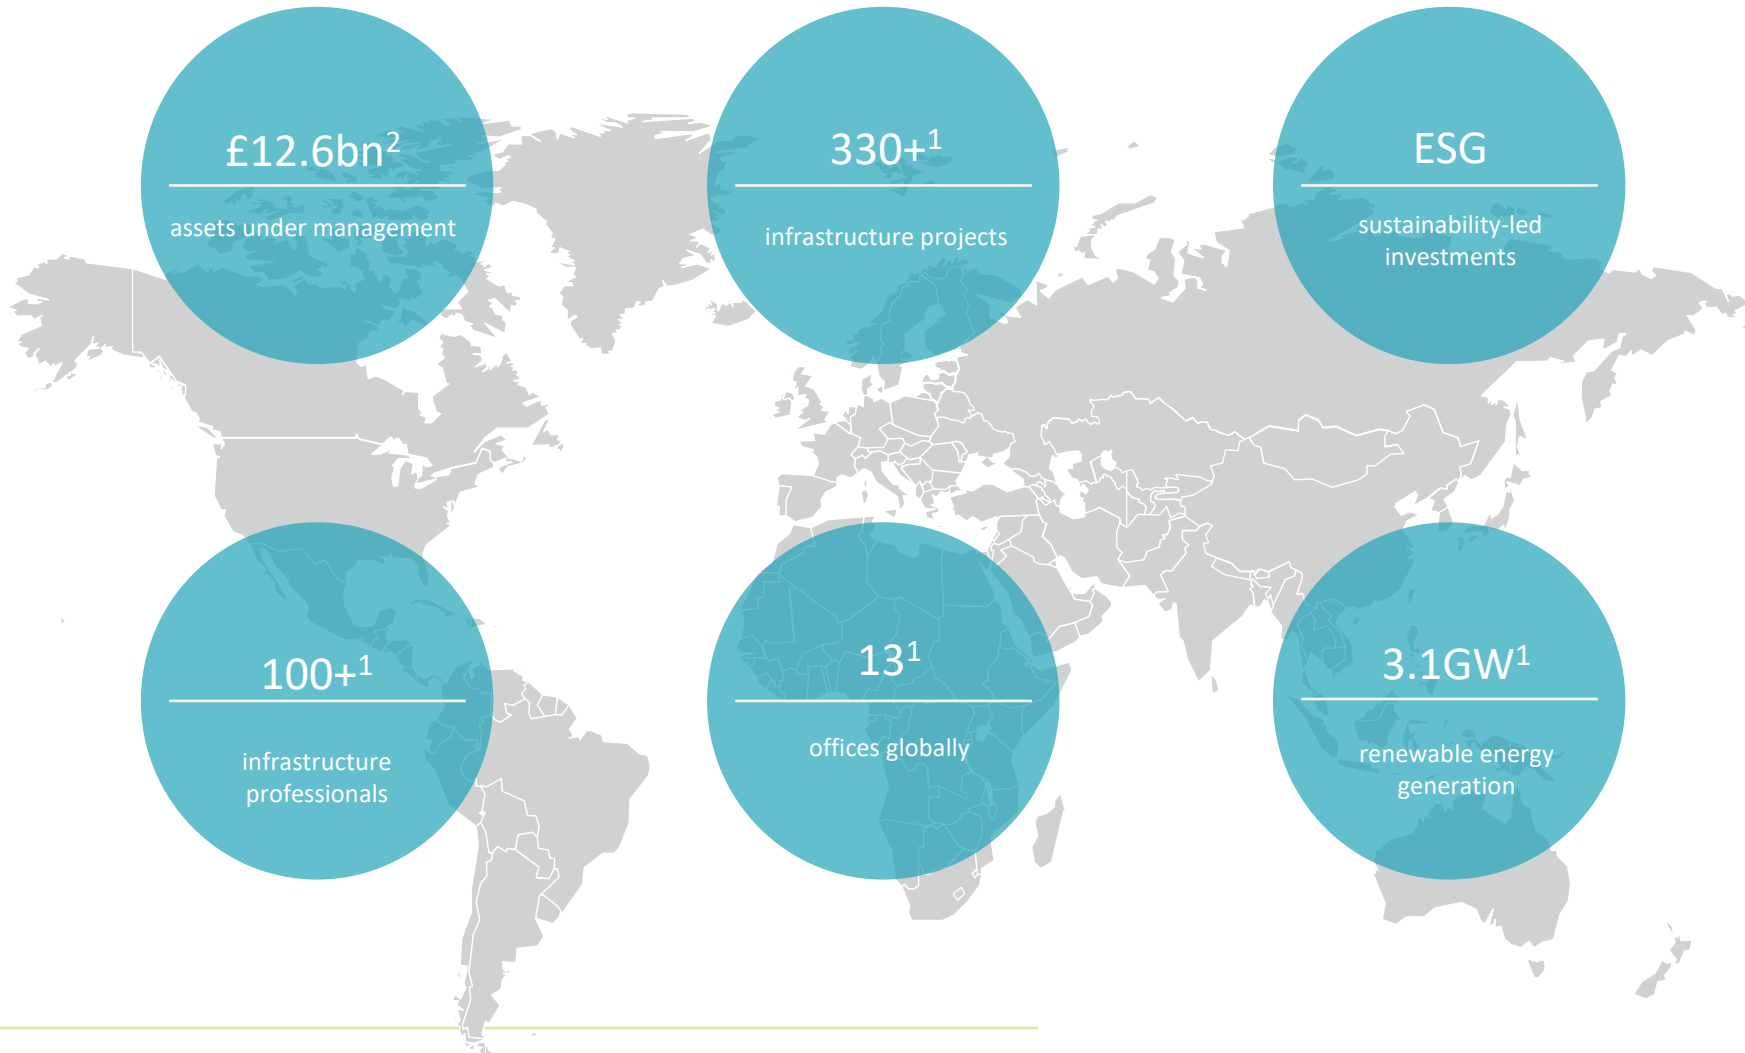 £12.6bn²
assets under management
330+¹
infrastructure projects
ESG
sustainability-led
investments
100+¹
infrastructure
professionals
13¹
offices globally
3.1GW¹
renewable energy
generation